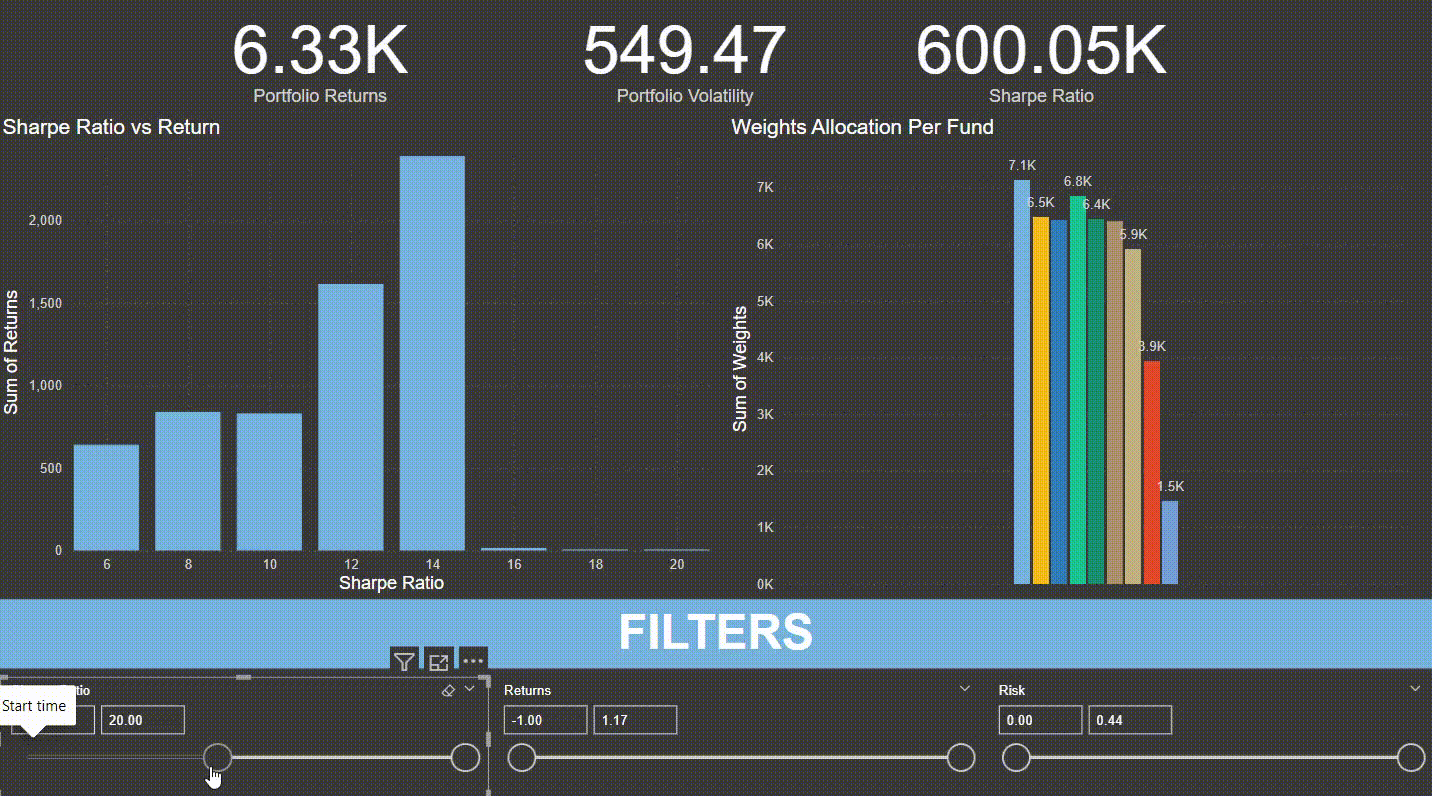 6.33K
Portfolio Returns
549.47
Portfolio Volatility
600.05K
Sharpe Ratio
Sharpe Ratio vs Return
Sum of Returns
2,000
1,500
1,000
500
0
6 8 10 12 14 16 18 20
Sharpe Ratio
Weights Allocation Per Fund
Sum of Weights
7K
6K
5K
4K
3K
2K
1K
0K
7.1K
6.5K
6.8K
6.4K
5.9K
3.9K
1.5K
FILTERS
tio
Start time
20.00
Returns
-1.00 1.17
Risk
0.00 0.44